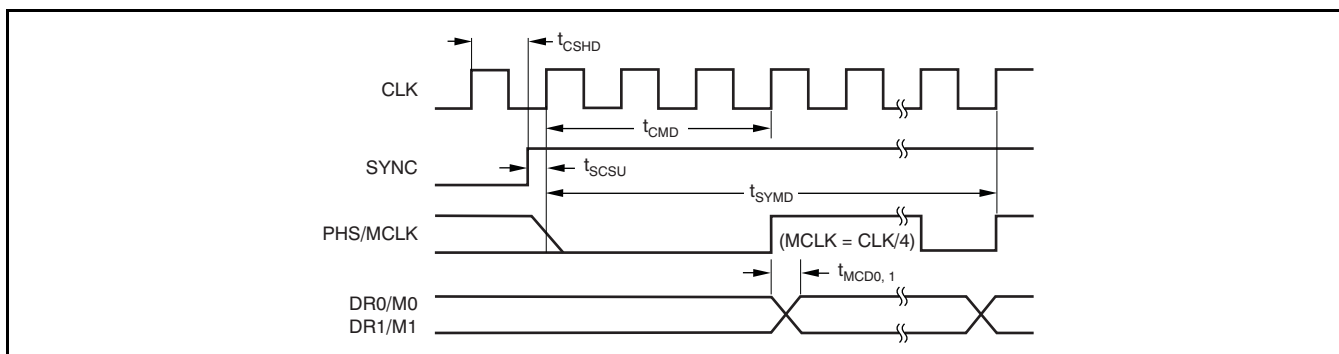 tCSHD
CLK
tCMD
SYNC
tSCSU
tSYMD
PHS/MCLK
(MCLK = CLK/4)
tMCD0, 1
DR0/M0
DR1/M1